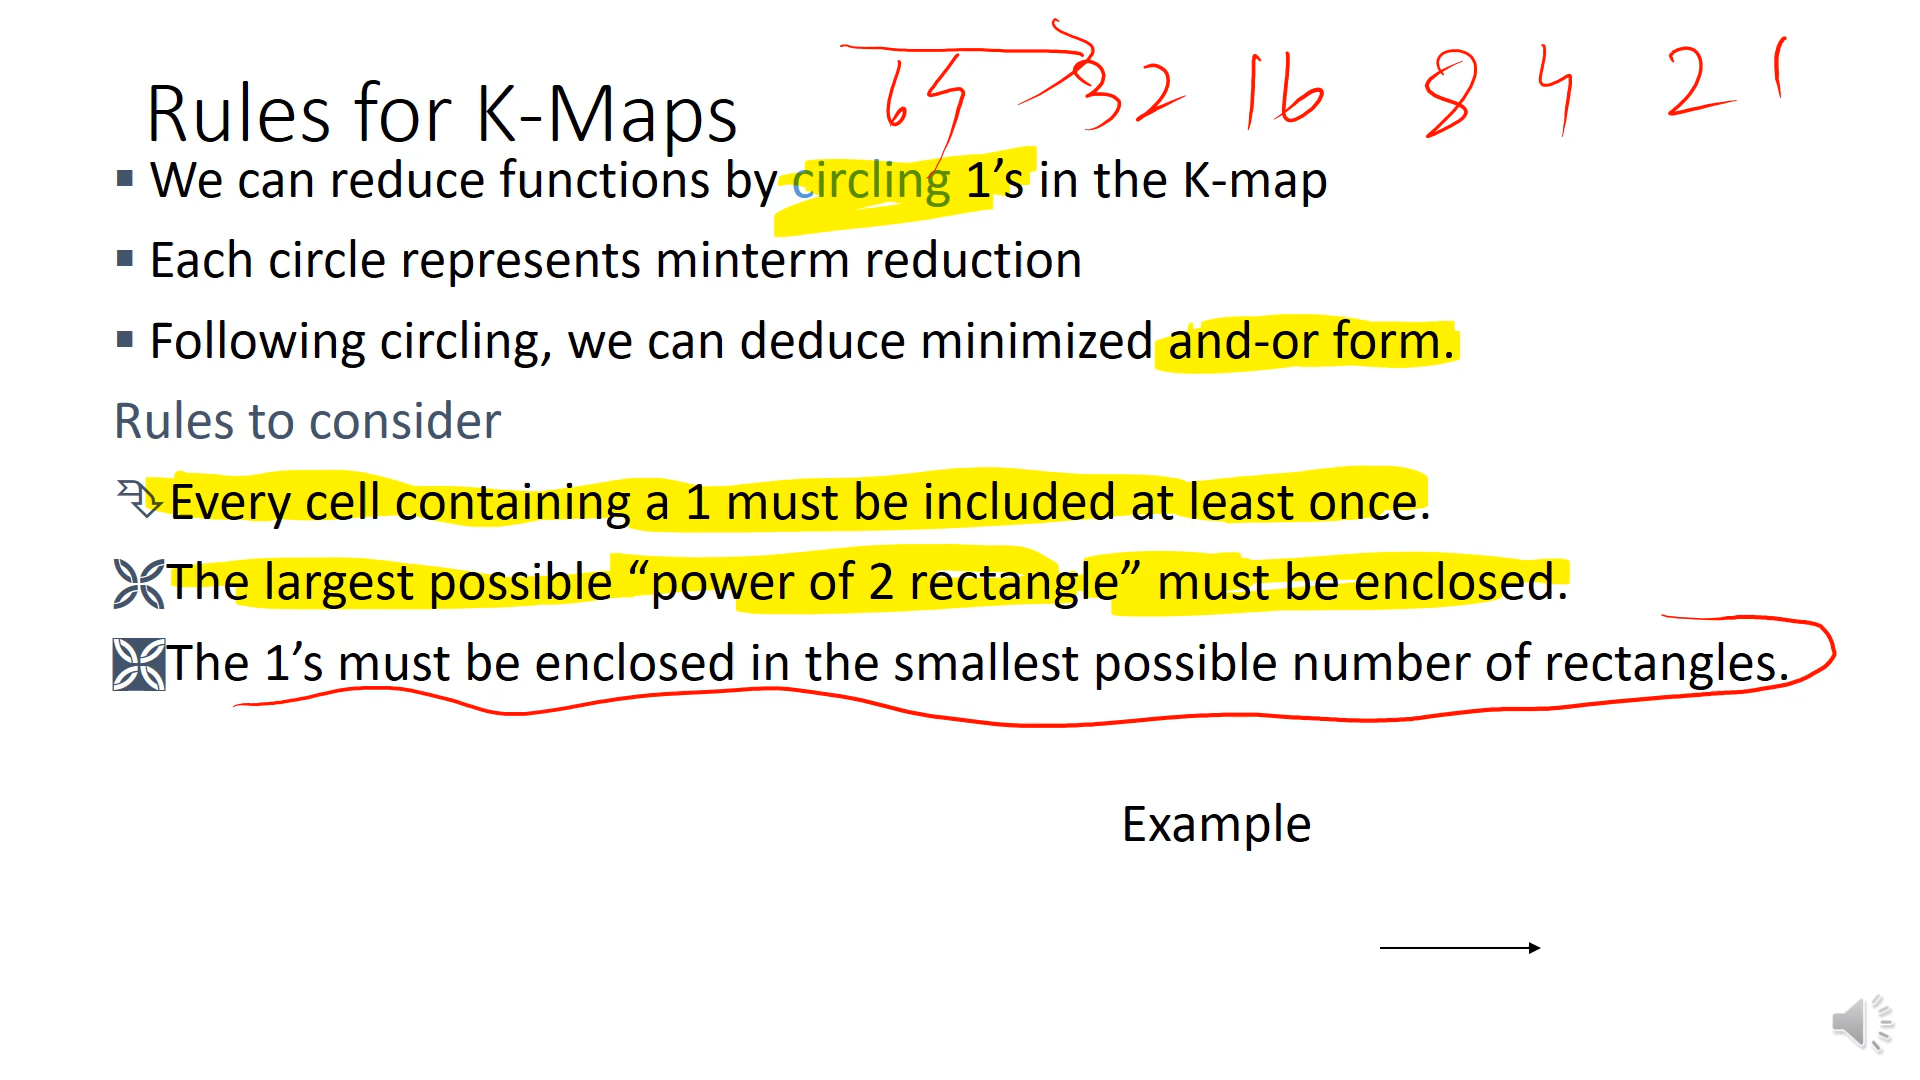 64 32 16 8 4 2 1
Rules for K-Maps
▪ We can reduce functions by circling 1’s in the K-map
▪ Each circle represents minterm reduction
▪ Following circling, we can deduce minimized and-or form.
Rules to consider
Every cell containing a 1 must be included at least once.
The largest possible “power of 2 rectangle” must be enclosed.
The 1’s must be enclosed in the smallest possible number of rectangles.
Example